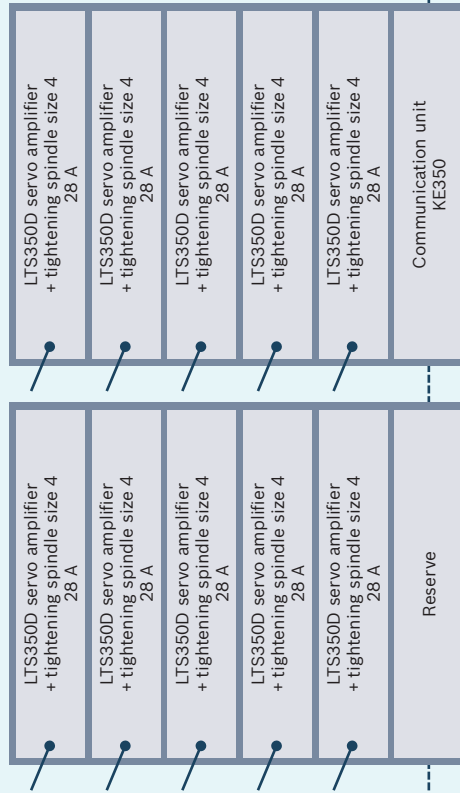 LTS350D servo amplifier
+ tightening spindle size 4
28 A
LTS350D servo amplifier
+ tightening spindle size 4
28 A
LTS350D servo amplifier
+ tightening spindle size 4
28 A
LTS350D servo amplifier
+ tightening spindle size 4
28 A
LTS350D servo amplifier
+ tightening spindle size 4
28 A
Communication unit
KE350
LTS350D servo amplifier
+ tightening spindle size 4
28 A
LTS350D servo amplifier
+ tightening spindle size 4
28 A
LTS350D servo amplifier
+ tightening spindle size 4
28 A
LTS350D servo amplifier
+ tightening spindle size 4
28 A
LTS350D servo amplifier
+ tightening spindle size 4
28 A
Reserve